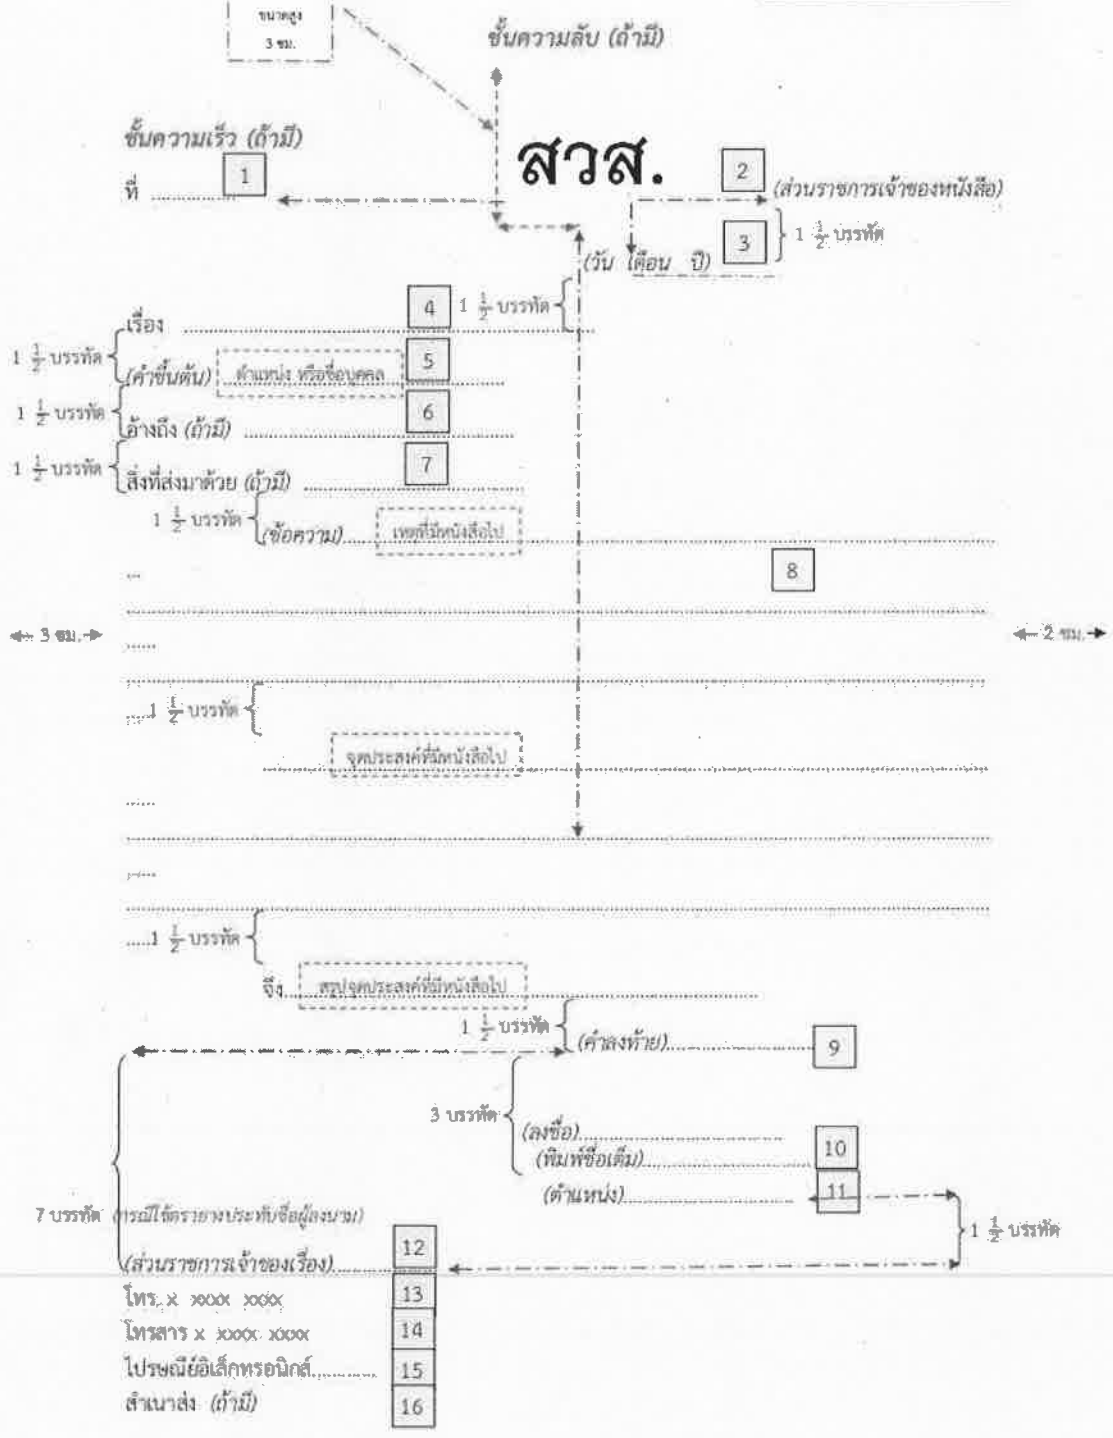 ขนาดสูง
3 ซม.
ชั้นความลับ (ถ้ามี)
ชั้นความเร็ว (ถ้ามี)
สวส.
ที่ ............... 1
2 (ส่วนราชการเจ้าของหนังสือ)
3 1 1/2 บรรทัด
(วัน เดือน ปี)
4 1 1/2 บรรทัด
เรื่อง ...............
1 1/2 บรรทัด
5
(คำขึ้นต้น) ตำแหน่ง หรือชื่อบุคคล
1 1/2 บรรทัด
6
อ้างถึง (ถ้ามี) ...............
1 1/2 บรรทัด
7
สิ่งที่ส่งมาด้วย (ถ้ามี) ...............
1 1/2 บรรทัด
(ข้อความ)..... เหตุที่มีหนังสือไป ...............
8
3 ซม.
2 ซม.
.....1 1/2 บรรทัด
จุดประสงค์ที่มีหนังสือไป
.....1 1/2 บรรทัด
จึง... สรุปจุดประสงค์ที่มีหนังสือไป ...............
1 1/2 บรรทัด
(คำลงท้าย)............... 9
3 บรรทัด
(ลงชื่อ)...............
10
(พิมพ์ชื่อเต็ม)...............
(ตำแหน่ง)............... 11
7 บรรทัด (กรณีใช้ตรายางประทับชื่อผู้ลงนาม)
1 1/2 บรรทัด
(ส่วนราชการเจ้าของเรื่อง)............... 12
โทร. x xxxx xxxx 13
โทรสาร x xxxx xxxx 14
ไปรษณีย์อิเล็กทรอนิกส์............ 15
สำเนาส่ง (ถ้ามี) 16